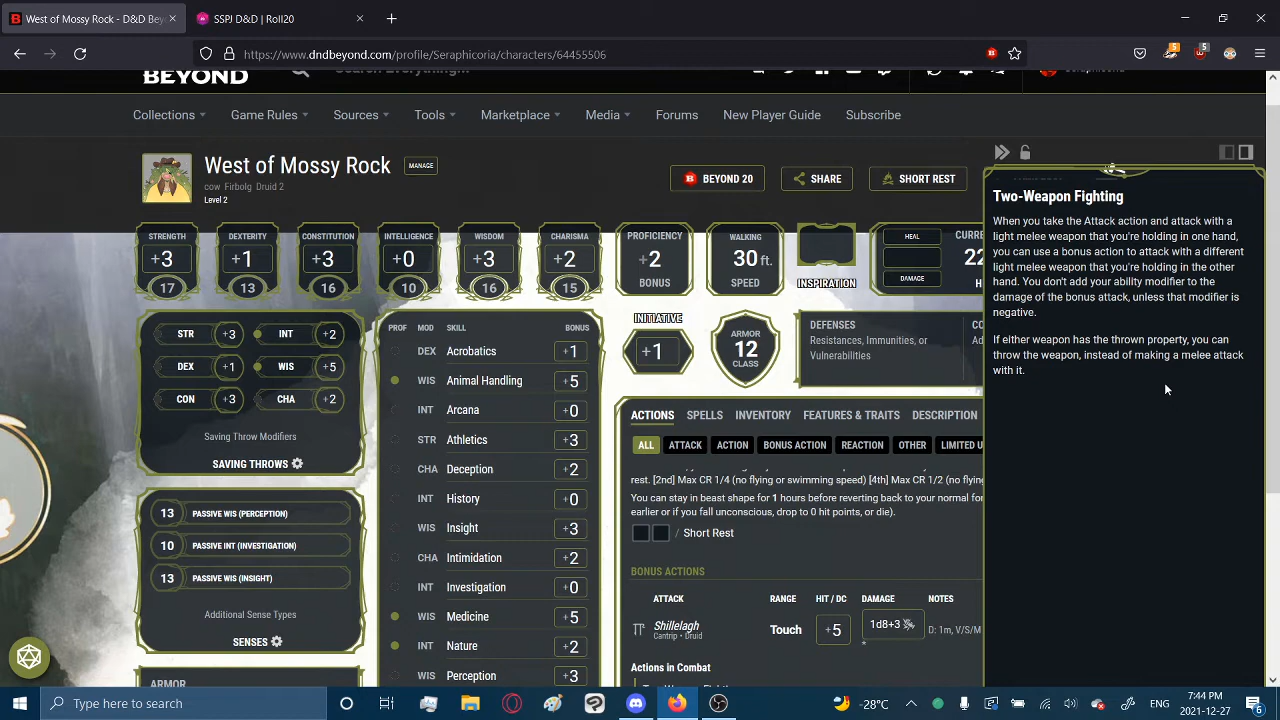 West of Mossy Rock - D&D Bey
SSPJ D&D | Roll20
https://www.dndbeyond.com/profile/Seraphicoria/characters/64455506
5
5
BEYOND
Search Everything...
Collections
Game Rules
Sources
Tools
Marketplace
Media
Forums
New Player Guide
Subscribe
West of Mossy Rock
MANAGE
cow Firbolg Druid 2
Level 2
BEYOND 20
SHARE
SHORT REST
STRENGTH
+3
17
DEXTERITY
+1
13
CONSTITUTION
+3
16
INTELLIGENCE
+0
10
WISDOM
+3
16
CHARISMA
+2
15
PROFICIENCY
+2
BONUS
WALKING
30 ft.
SPEED
INSPIRATION
HEAL
DAMAGE
CURRE
22
H
STR +3
INT +2
DEX +1
WIS +5
CON +3
CHA +2
Saving Throw Modifiers
SAVING THROWS
13 PASSIVE WIS (PERCEPTION)
10 PASSIVE INT (INVESTIGATION)
13 PASSIVE WIS (INSIGHT)
Additional Sense Types
SENSES
ARMOR
PROF MOD SKILL BONUS
DEX Acrobatics +1
WIS Animal Handling +5
INT Arcana +0
STR Athletics +3
CHA Deception +2
INT History +0
WIS Insight +3
CHA Intimidation +2
INT Investigation +0
WIS Medicine +5
INT Nature +2
WIS Perception +3
INITIATIVE
+1
ARMOR
12
CLASS
DEFENSES
Resistances, Immunities, or
Vulnerabilities
CO
Ad
ACTIONS SPELLS INVENTORY FEATURES & TRAITS DESCRIPTION
ALL ATTACK ACTION BONUS ACTION REACTION OTHER LIMITED U
rest. [2nd] Max CR 1/4 (no flying or swimming speed) [4th] Max CR 1/2 (no flying
You can stay in beast shape for 1 hours before reverting back to your normal fo
earlier or if you fall unconscious, drop to 0 hit points, or die).
/ Short Rest
BONUS ACTIONS
ATTACK RANGE HIT / DC DAMAGE NOTES
Shillelagh
Cantrip • Druid
Touch
+5
1d8+3
*
D: 1m, V/S/M
Actions in Combat
Two-Weapon Fighting
When you take the Attack action and attack with a
light melee weapon that you're holding in one hand,
you can use a bonus action to attack with a different
light melee weapon that you're holding in the other
hand. You don't add your ability modifier to the
damage of the bonus attack, unless that modifier is
negative.
If either weapon has the thrown property, you can
throw the weapon, instead of making a melee attack
with it.
Type here to search
-28°C
ENG
7:44 PM
2021-12-27